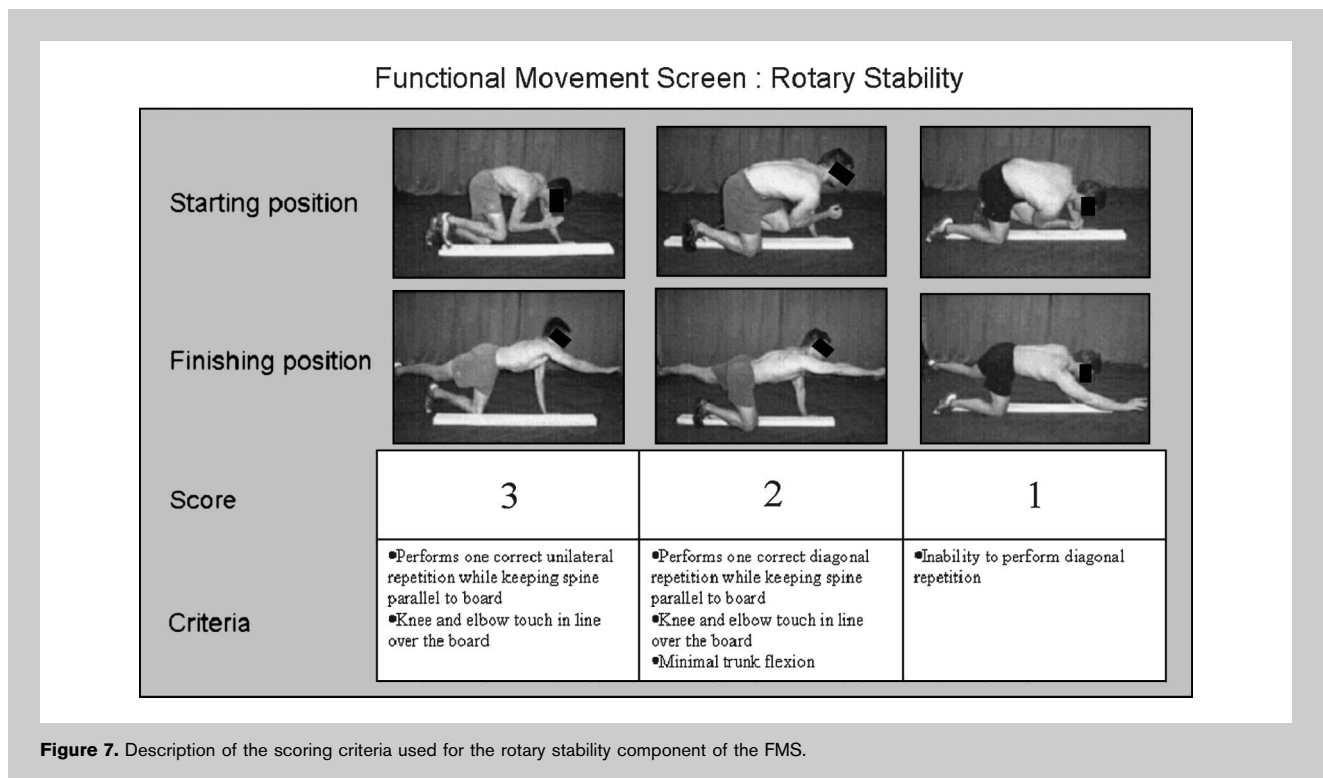 Functional Movement Screen : Rotary Stability
Starting position
Finishing position
Score
3
2
1
Criteria
•Performs one correct unilateral
repetition while keeping spine
parallel to board
•Knee and elbow touch in line
over the board
•Performs one correct diagonal
repetition while keeping spine
parallel to board
•Knee and elbow touch in line
over the board
•Minimal trunk flexion
•Inability to perform diagonal
repetition
Figure 7. Description of the scoring criteria used for the rotary stability component of the FMS.